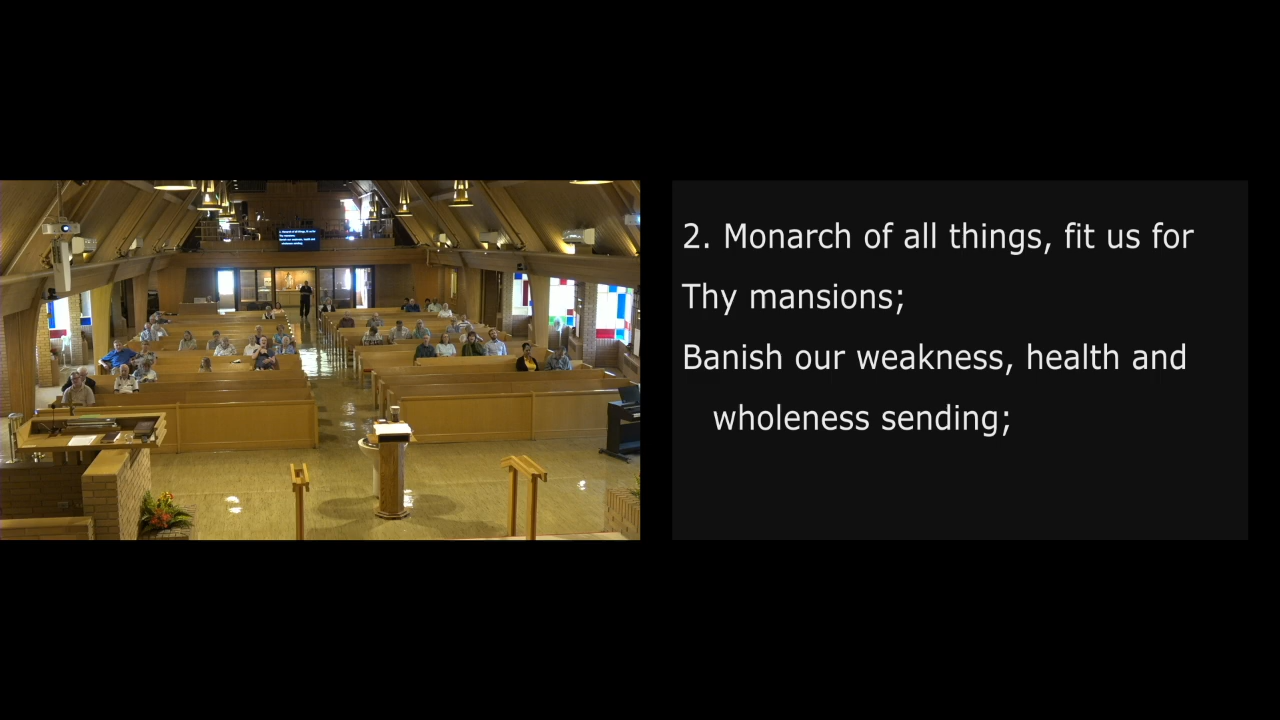 2. Monarch of all things, fit us for
Thy mansions;
Banish our weakness, health and
wholeness sending;